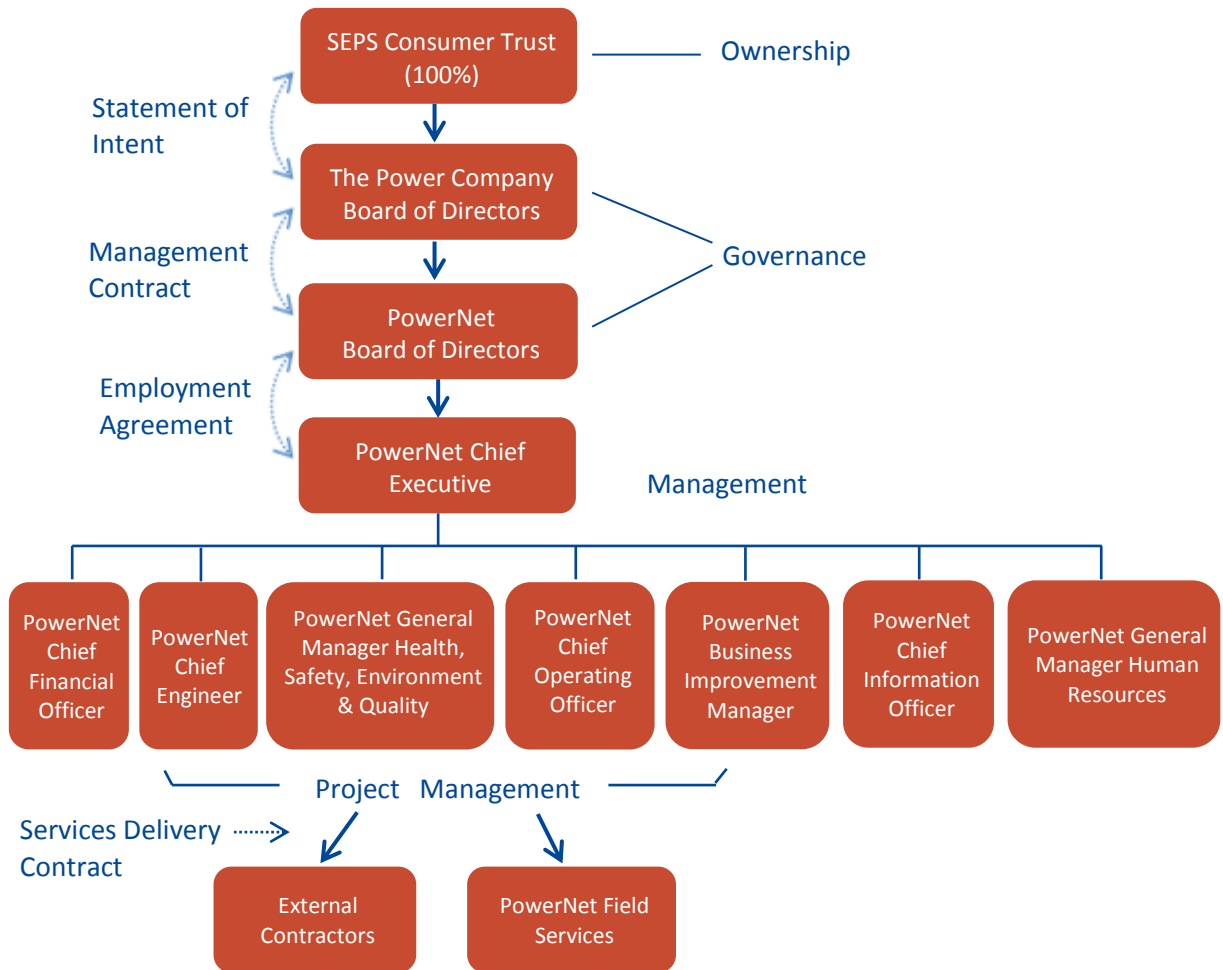 SEPS Consumer Trust
(100%)
Ownership
Statement of
Intent
The Power Company
Board of Directors
Management
Contract
Governance
PowerNet
Board of Directors
Employment
Agreement
PowerNet Chief
Executive
Management
PowerNet
Chief
Financial
Officer
PowerNet
Chief
Engineer
PowerNet General
Manager Health,
Safety, Environment
& Quality
PowerNet
Chief
Operating
Officer
PowerNet
Business
Improvement
Manager
PowerNet
Chief
Information
Officer
PowerNet General
Manager Human
Resources
Project Management
Services Delivery
Contract
External
Contractors
PowerNet Field
Services